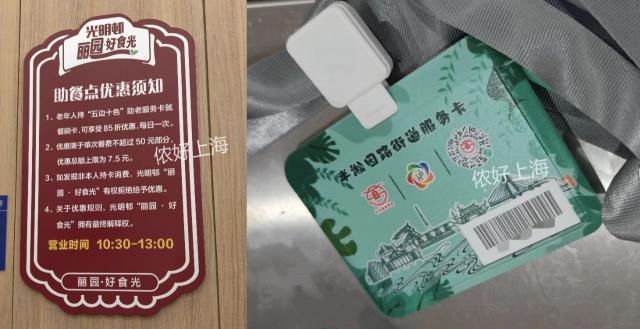 光明邨
丽园·好食光
助餐点优惠须知
1、老年人持“五边十色”助老服务卡就
餐刷卡,可享受85折优惠,每日一次。
2、优惠限于单次餐费不超过50元部分,
优惠总额上限为7.5元。
3、如发现非本人持卡消费,光明邨“丽
园·好食光”有权拒绝给予优惠。
4、关于优惠规则,光明邨“丽园·好
食光”拥有最终解释权。
营业时间 10:30-13:00
丽园·好食光
侬好上海
半淞园路街道服务卡
侬好上海